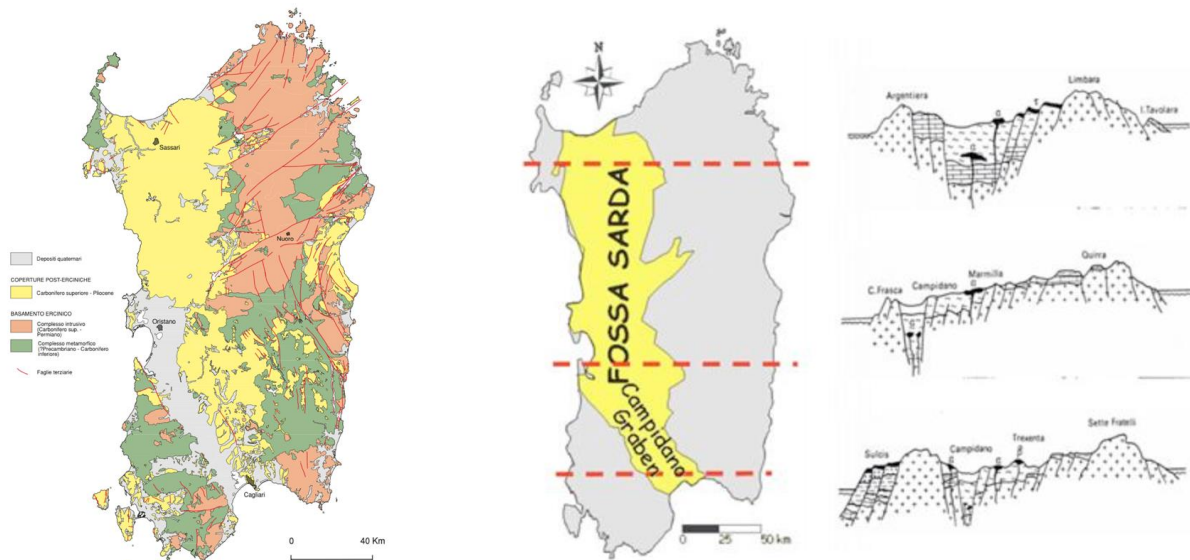 Sassari
Nuoro
Oristano
Cagliari
Depositi quaternari
COPERTURE POST-ERCINICHE
Carbonifero superiore - Pliocene
BASAMENTO ERCINICO
Complesso intrusivo
(Carbonifero sup. -
Permiano)
Complesso metamorfico
(?Precambriano - Carbonifero
inferiore)
Faglie terziarie
0 40 Km
N
FOSSA SARDA
Campidano
Graben
0 25 50 km
Argentiera
Limbara
I. Tavolara
C. Frasca
Campidano
Marmilla
Quirra
Sulcis
Campidano
Trexenta
Sette Fratelli